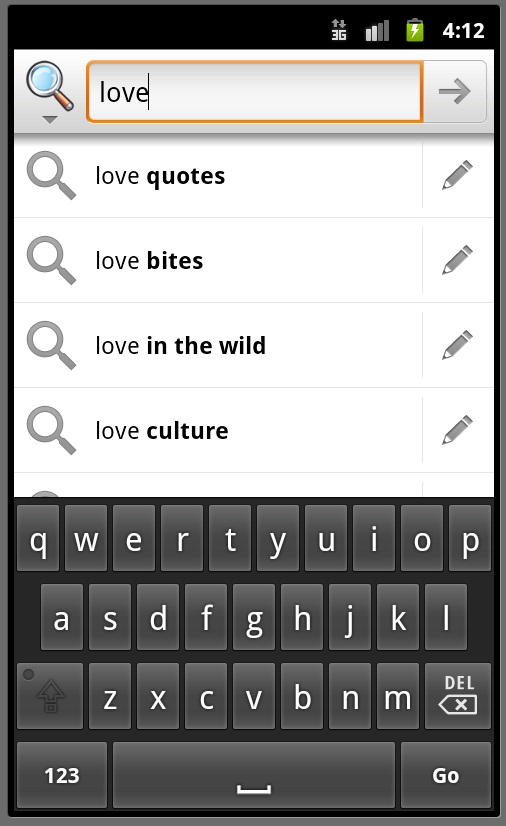 3G 4:12
love
love quotes
love bites
love in the wild
love culture
q w e r t y u i o p
a s d f g h j k l
z x c v b n m DEL
123 Go